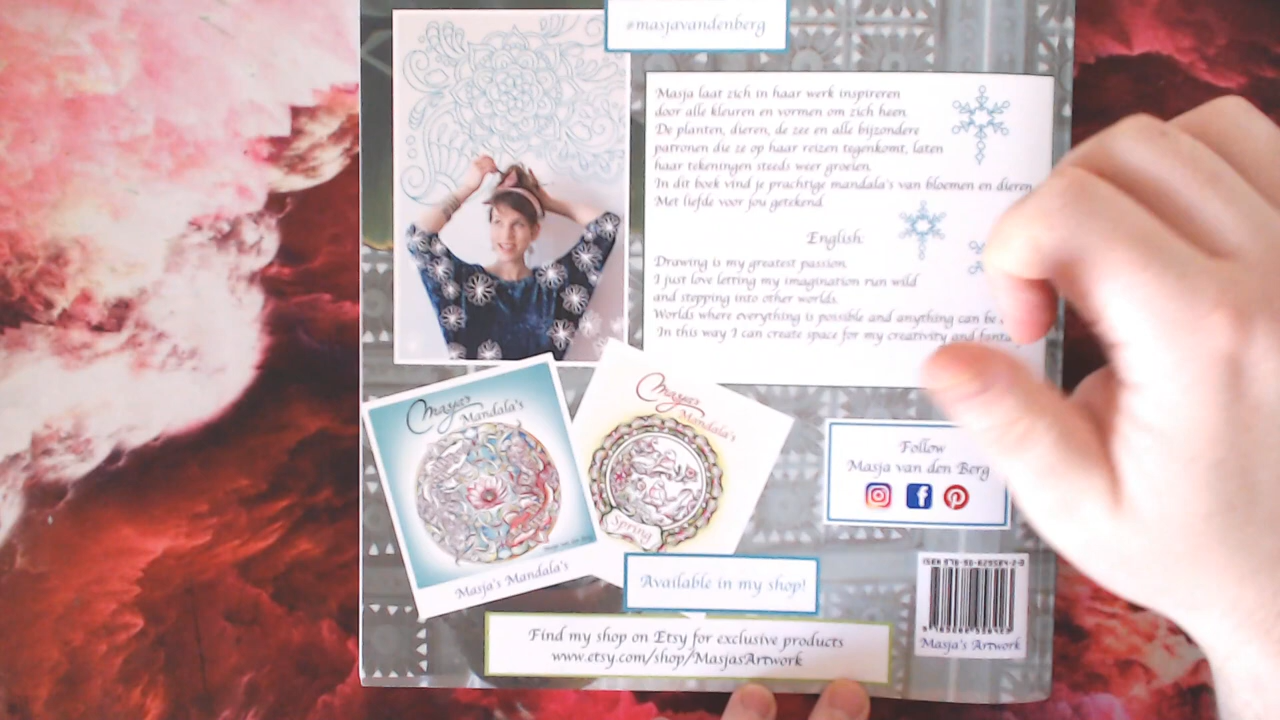 #masjavandenberg
Masja laat zich in haar werk inspireren
door alle kleuren en vormen om zich heen.
De planten, dieren, de zee en alle bijzondere
patronen die ze op haar reizen tegenkomt, laten
haar tekeningen steeds weer groeien.
In dit boek vind je prachtige mandala's van bloemen en dieren.
Met liefde voor jou getekend.
English:
Drawing is my greatest passion.
I just love letting my imagination run wild
and stepping into other worlds.
Worlds where everything is possible and anything can be
In this way I can create space for my creativity and
Masja's
Mandala's
Masja's Mandala's
Masja's
Mandala's
Spring
Follow
Masja van den Berg
Available in my shop!
Find my shop on Etsy for exclusive products
www.etsy.com/shop/MasjasArtwork
Masja's Artwork